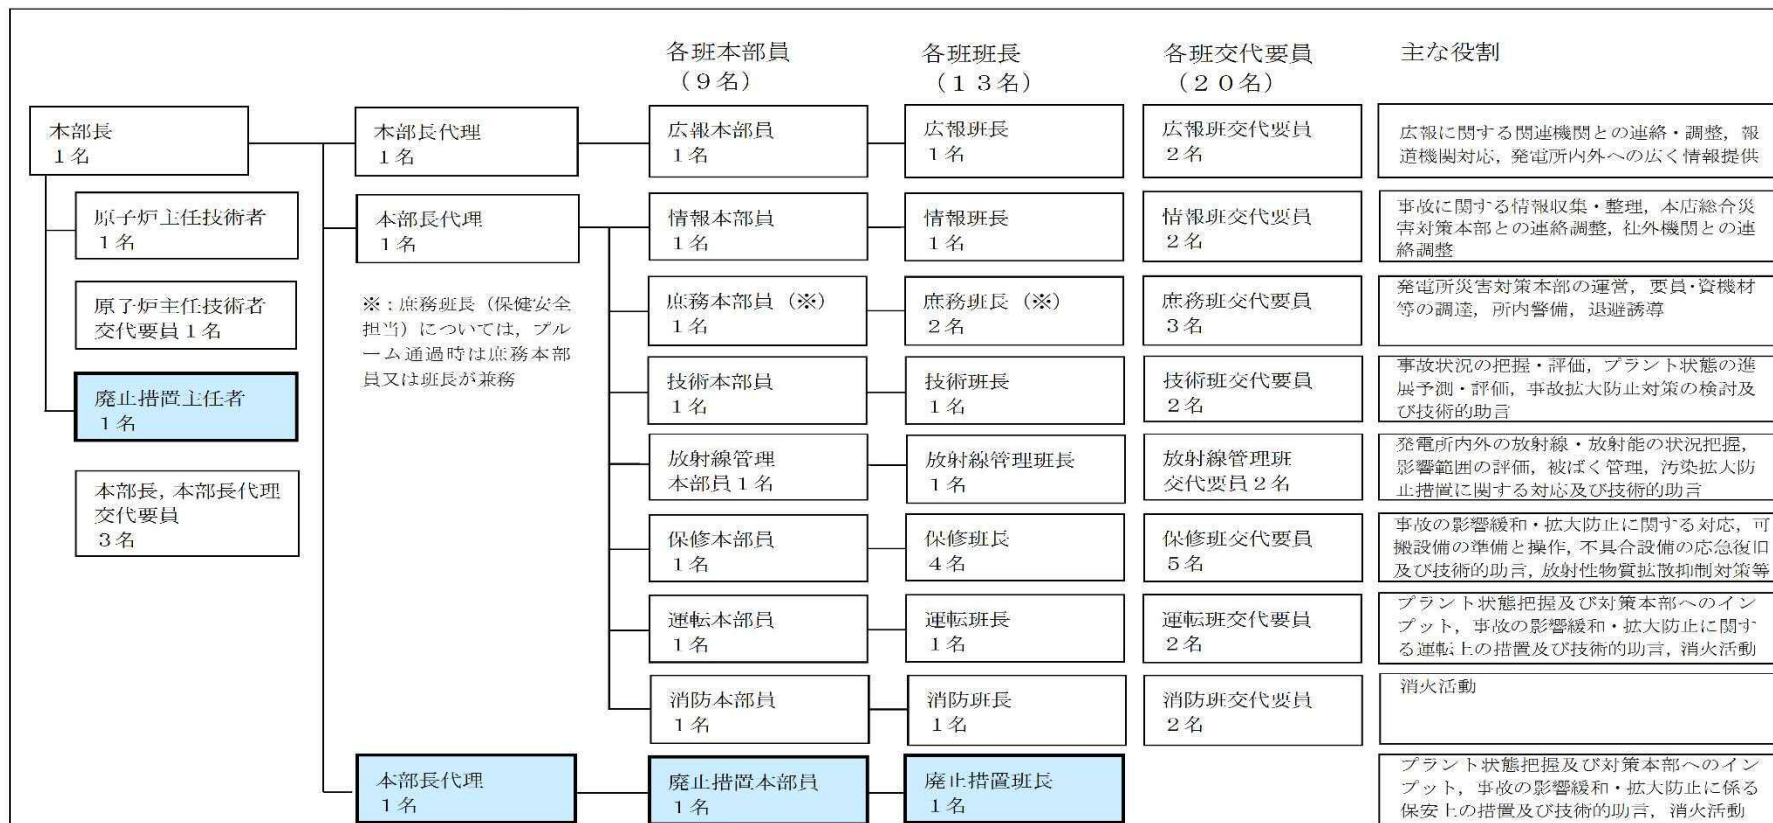 各班本部員
（９名）
各班班長
（１３名）
各班交代要員
（２０名）
主な役割
本部長
１名
本部長代理
１名
広報本部員
１名
広報班長
１名
広報班交代要員
２名
広報に関する関連機関との連絡・調整，報
道機関対応，発電所内外への広く情報提供
原子炉主任技術者
１名
本部長代理
１名
情報本部員
１名
情報班長
１名
情報班交代要員
２名
事故に関する情報収集・整理，本店総合災
害対策本部との連絡調整，社外機関との連
絡調整
原子炉主任技術者
交代要員１名
※：庶務班長（保健安全
担当）については，プル
ーム通過時は庶務本部
員又は班長が兼務
庶務本部員（※）
１名
庶務班長（※）
２名
庶務班交代要員
３名
発電所災害対策本部の運営，要員・資機材
等の調達，所内警備，退避誘導
廃止措置主任者
１名
技術本部員
１名
技術班長
１名
技術班交代要員
２名
事故状況の把握・評価，プラント状態の進
展予測・評価，事故拡大防止対策の検討及
び技術的助言
本部長，本部長代理
交代要員
３名
放射線管理
本部員１名
放射線管理班長
１名
放射線管理班
交代要員２名
発電所内外の放射線・放射能の状況把握，
影響範囲の評価，被ばく管理，汚染拡大防
止措置に関する対応及び技術的助言
保修本部員
１名
保修班長
４名
保修班交代要員
５名
事故の影響緩和・拡大防止に関する対応，可
搬設備の準備と操作，不具合設備の応急復旧
及び技術的助言，放射性物質拡散抑制対策等
運転本部員
１名
運転班長
１名
運転班交代要員
２名
プラント状態把握及び対策本部へのイン
プット，事故の影響緩和・拡大防止に関す
る運転上の措置及び技術的助言，消火活動
消防本部員
１名
消防班長
１名
消防班交代要員
２名
消火活動
本部長代理
１名
廃止措置本部員
１名
廃止措置班長
１名
プラント状態把握及び対策本部へのイン
プット，事故の影響緩和・拡大防止に係る
保安上の措置及び技術的助言，消火活動